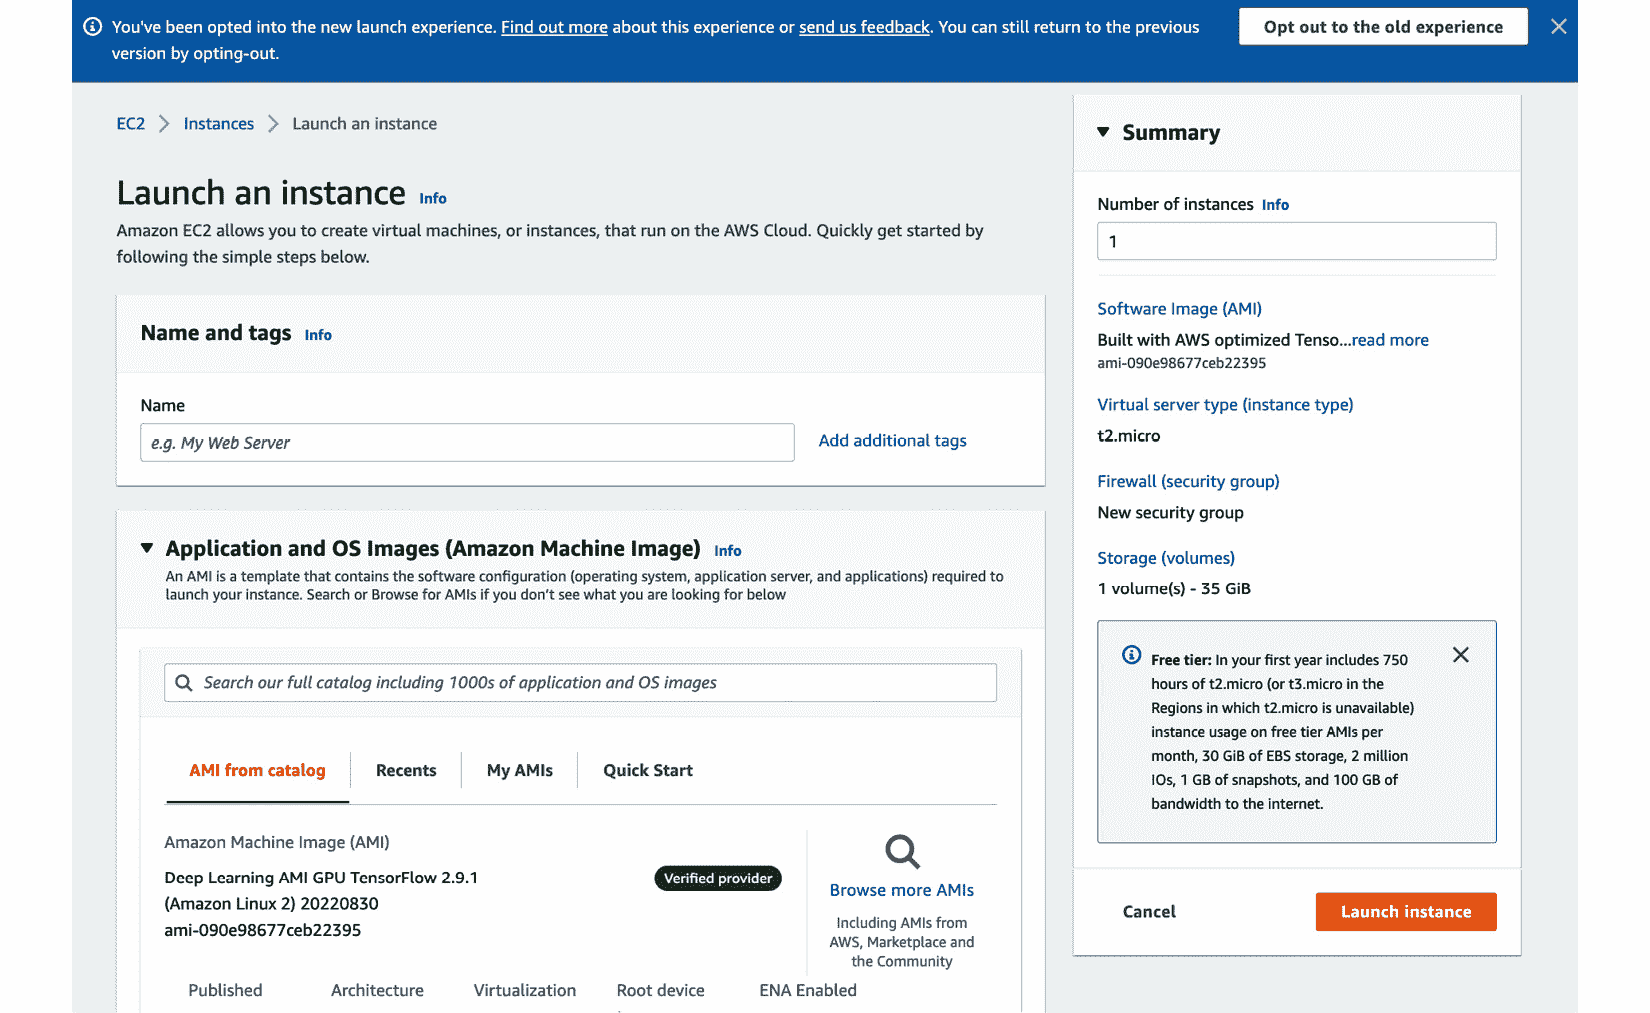 You've been opted into the new launch experience. Find out more about this experience or send us feedback. You can still return to the previous
version by opting-out.
Opt out to the old experience
EC2 Instances Launch an instance
Launch an instance Info
Amazon EC2 allows you to create virtual machines, or instances, that run on the AWS Cloud. Quickly get started by
following the simple steps below.
Name and tags Info
Name
e.g. My Web Server
Add additional tags
Application and OS Images (Amazon Machine Image) Info
An AMI is a template that contains the software configuration (operating system, application server, and applications) required to
launch your instance. Search or Browse for AMIs if you don't see what you are looking for below
Search our full catalog including 1000s of application and OS images
AMI from catalog Recents My AMIs Quick Start
Amazon Machine Image (AMI)
Deep Learning AMI GPU TensorFlow 2.9.1
(Amazon Linux 2) 20220830
ami-090e98677ceb22395
Verified provider
Browse more AMIs
Including AMIs from
AWS, Marketplace and
the Community
Published Architecture Virtualization Root device ENA Enabled
Summary
Number of instances Info
1
Software Image (AMI)
Built with AWS optimized Tenso...read more
ami-090e98677ceb22395
Virtual server type (instance type)
t2.micro
Firewall (security group)
New security group
Storage (volumes)
1 volume(s) - 35 GiB
Free tier: In your first year includes 750
hours of t2.micro (or t3.micro in the
Regions in which t2.micro is unavailable)
instance usage on free tier AMIs per
month, 30 GiB of EBS storage, 2 million
IOs, 1 GB of snapshots, and 100 GB of
bandwidth to the internet.
Cancel
Launch instance